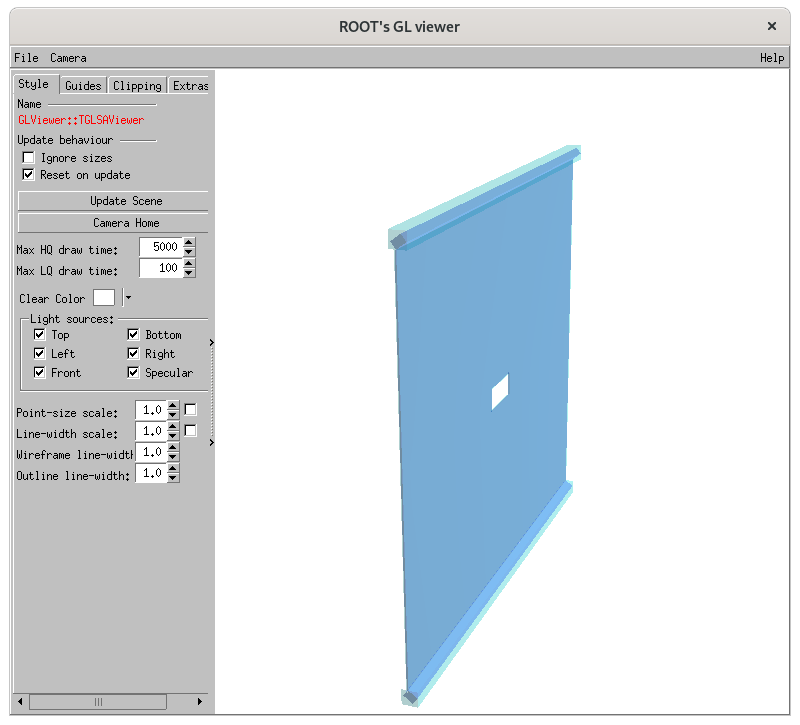 ROOT's GL viewer
File Camera Help
Style Guides Clipping Extras
Name
GLViewer::TGLSAViewer
Update behaviour
Ignore sizes
Reset on update
Update Scene
Camera Home
Max HQ draw time: 5000
Max LQ draw time: 100
Clear Color
Light sources:
Top Bottom
Left Right
Front Specular
Point-size scale: 1.0
Line-width scale: 1.0
Wireframe line-width 1.0
Outline line-width: 1.0